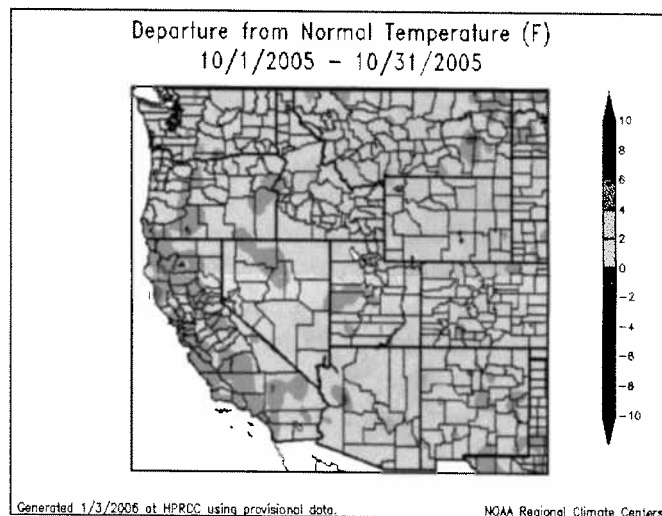 Departure from Normal Temperature (F)
10/1/2005 – 10/31/2005
10
8
6
4
2
0
−2
−4
−6
−8
−10
Generated 1/3/2006 at HPRCC using provisional data.
NOAA Regional Climate Centers